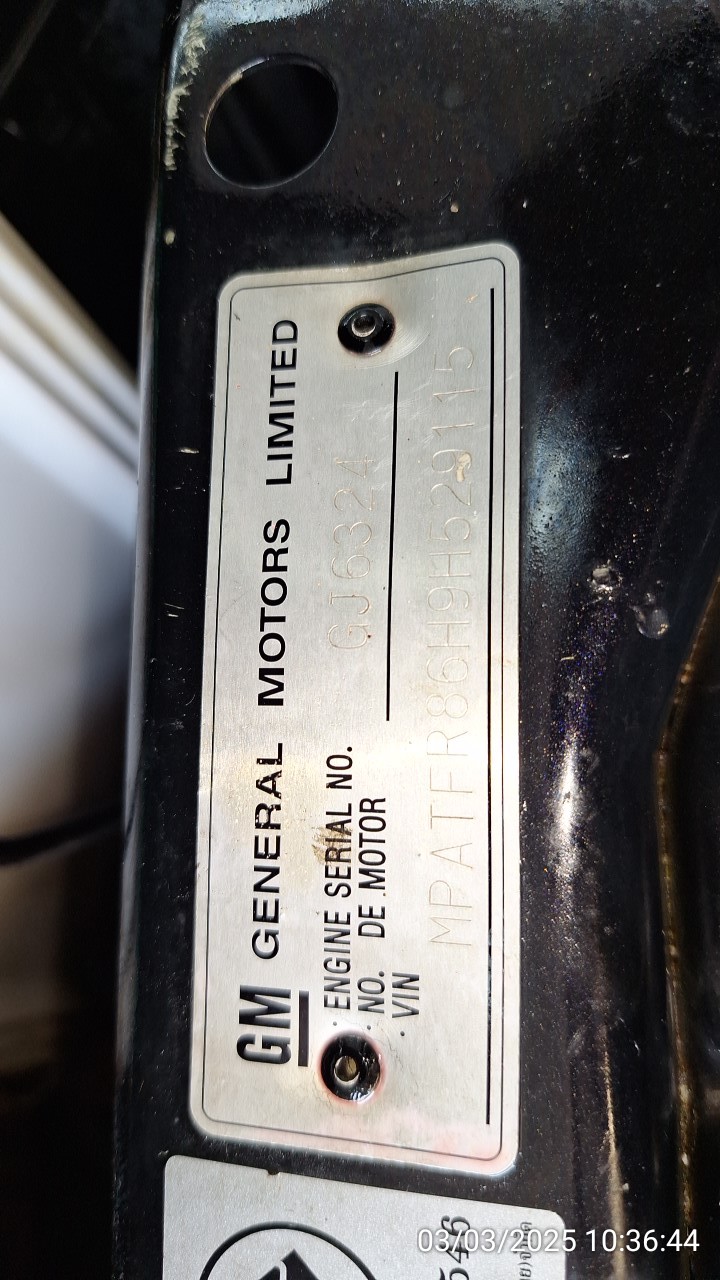 GM GENERAL MOTORS LIMITED
ENGINE SERIAL NO.
NO. DE MOTOR
GJ6324
VIN
MPATFR86H9H529115
546
03/03/2025 10:36:44